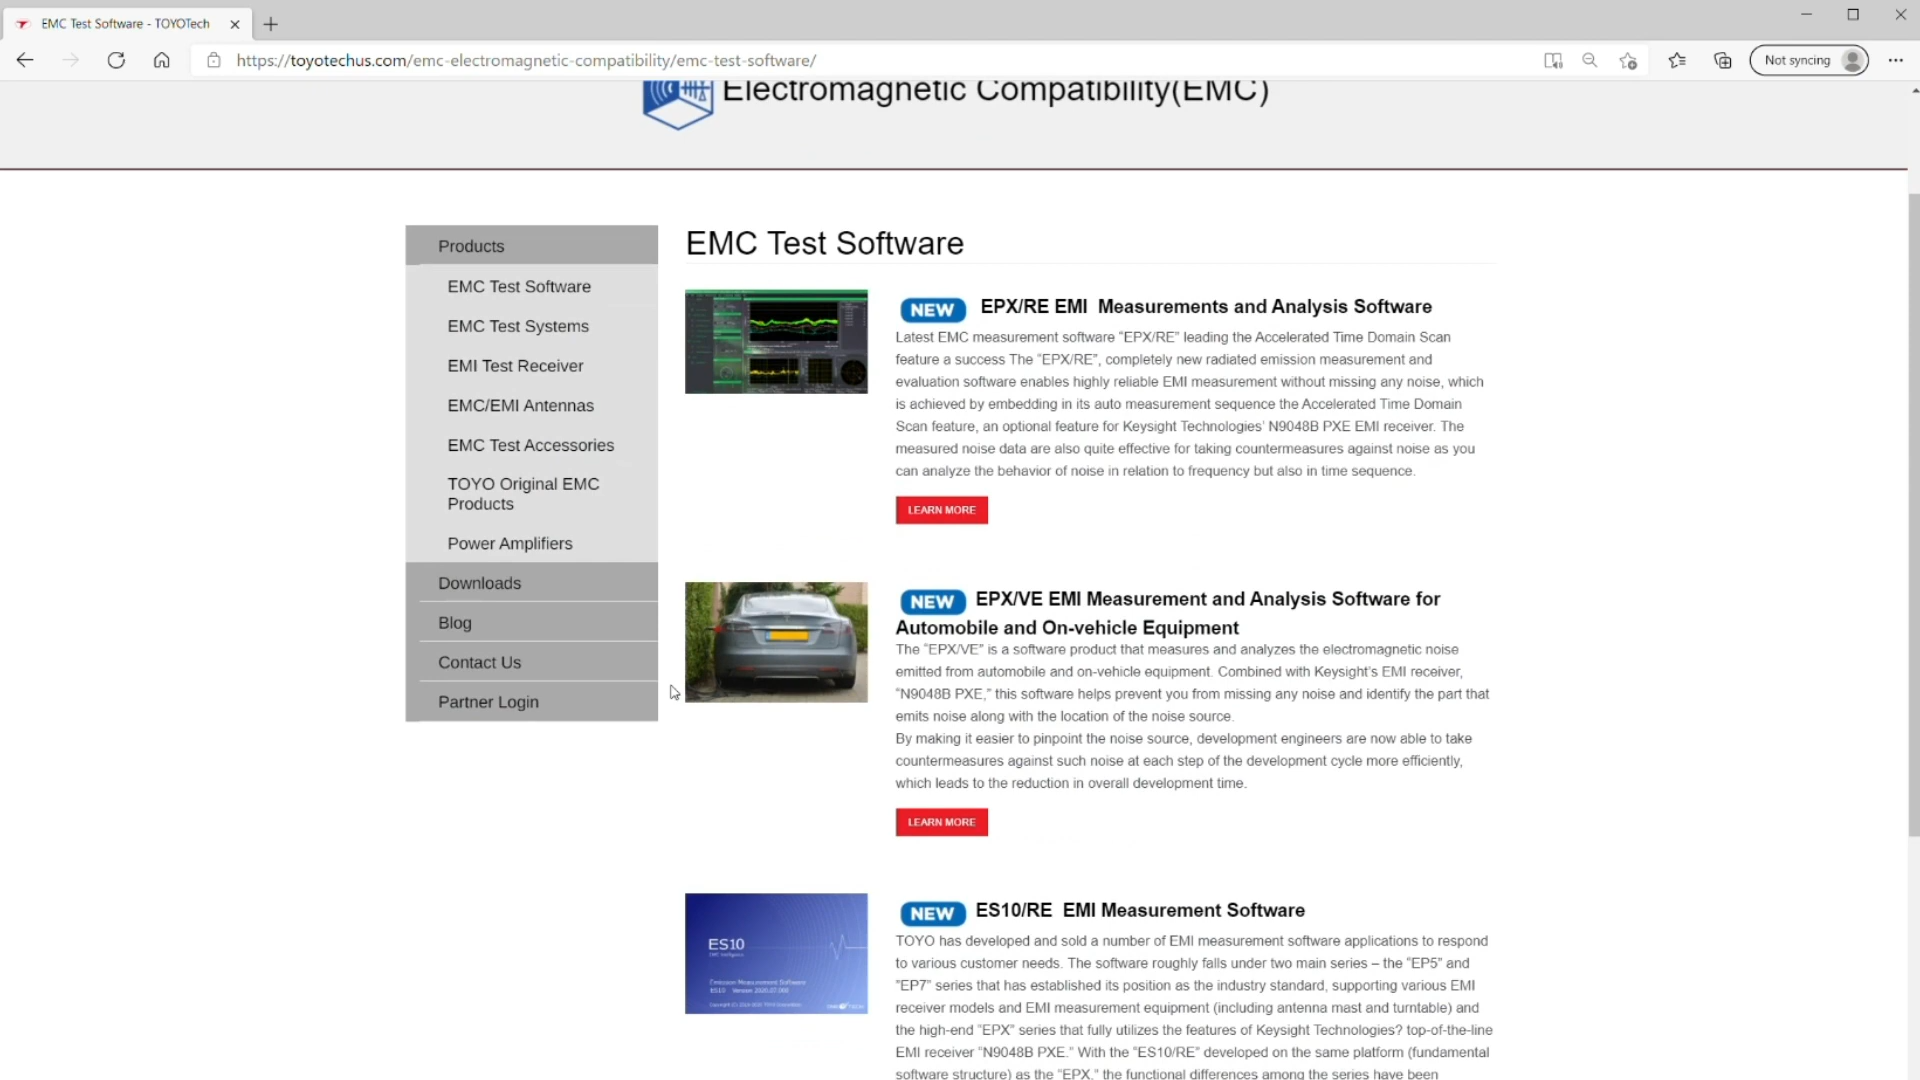 EMC Test Software - TOYOTech
https://toyotechus.com/emc-electromagnetic-compatibility/emc-test-software/
Not syncing
Electromagnetic Compatibility(EMC)
Products
EMC Test Software
EMC Test Systems
EMI Test Receiver
EMC/EMI Antennas
EMC Test Accessories
TOYO Original EMC
Products
Power Amplifiers
Downloads
Blog
Contact Us
Partner Login
EMC Test Software
NEW EPX/RE EMI Measurements and Analysis Software
Latest EMC measurement software “EPX/RE” leading the Accelerated Time Domain Scan
feature a success The “EPX/RE”, completely new radiated emission measurement and
evaluation software enables highly reliable EMI measurement without missing any noise, which
is achieved by embedding in its auto measurement sequence the Accelerated Time Domain
Scan feature, an optional feature for Keysight Technologies’ N9048B PXE EMI receiver. The
measured noise data are also quite effective for taking countermeasures against noise as you
can analyze the behavior of noise in relation to frequency but also in time sequence.
LEARN MORE
NEW EPX/VE EMI Measurement and Analysis Software for
Automobile and On-vehicle Equipment
The “EPX/VE” is a software product that measures and analyzes the electromagnetic noise
emitted from automobile and on-vehicle equipment. Combined with Keysight’s EMI receiver,
“N9048B PXE,” this software helps prevent you from missing any noise and identify the part that
emits noise along with the location of the noise source.
By making it easier to pinpoint the noise source, development engineers are now able to take
countermeasures against such noise at each step of the development cycle more efficiently,
which leads to the reduction in overall development time.
LEARN MORE
ES10
Emission Measurement Software
NEW ES10/RE EMI Measurement Software
TOYO has developed and sold a number of EMI measurement software applications to respond
to various customer needs. The software roughly falls under two main series – the “EP5” and
“EP7” series that has established its position as the industry standard, supporting various EMI
receiver models and EMI measurement equipment (including antenna mast and turntable) and
the high-end “EPX” series that fully utilizes the features of Keysight Technologies? top-of-the-line
EMI receiver “N9048B PXE.” With the “ES10/RE” developed on the same platform (fundamental
software structure) as the “EPX,” the functional differences among the series have been